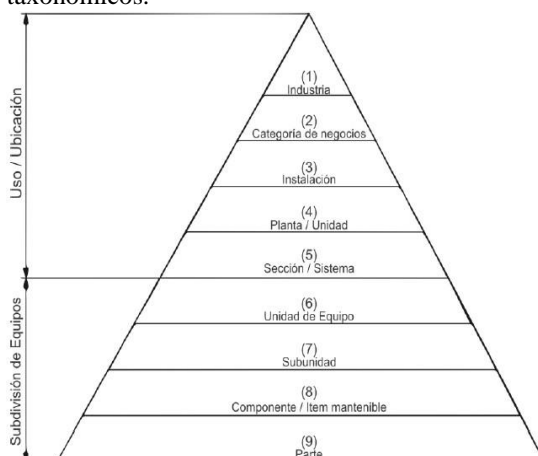 taxonómicos.
(1)
Industria
(2)
Categoría de negocios
(3)
Instalación
(4)
Planta / Unidad
(5)
Sección / Sistema
(6)
Unidad de Equipo
(7)
Subunidad
(8)
Componente / Item mantenible
(9)
Parte
Uso / Ubicación
Subdivisión de Equipos